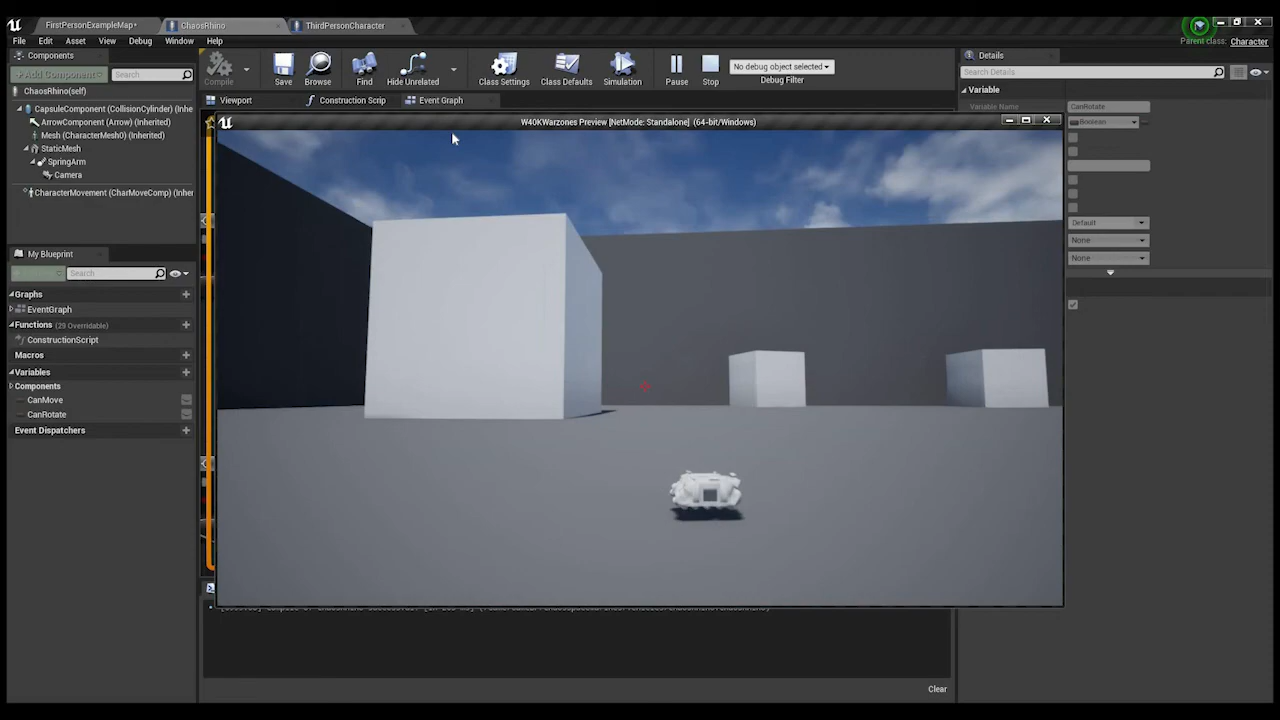 FirstPersonExampleMap*
ChaosRhino
ThirdPersonCharacter
File Edit Asset View Debug Window Help
Parent class: Character
Components
+ Add Component
Search
ChaosRhino(self)
CapsuleComponent (CollisionCylinder) (Inhe
ArrowComponent (Arrow) (Inherited)
Mesh (CharacterMesh0) (Inherited)
StaticMesh
SpringArm
Camera
CharacterMovement (CharMoveComp) (Inher
My Blueprint
Search
Graphs
EventGraph
Functions (29 Overridable)
ConstructionScript
Macros
Variables
Components
CanMove
CanRotate
Event Dispatchers
Compile
Save
Browse
Find
Hide Unrelated
Class Settings
Class Defaults
Simulation
Pause
Stop
No debug object selected
Debug Filter
Viewport
Construction Scrip
Event Graph
W40KWarzones Preview [NetMode: Standalone] (64-bit/Windows)
Clear
Details
Search Details
Variable
Variable Name
CanRotate
Boolean
Default
None
None